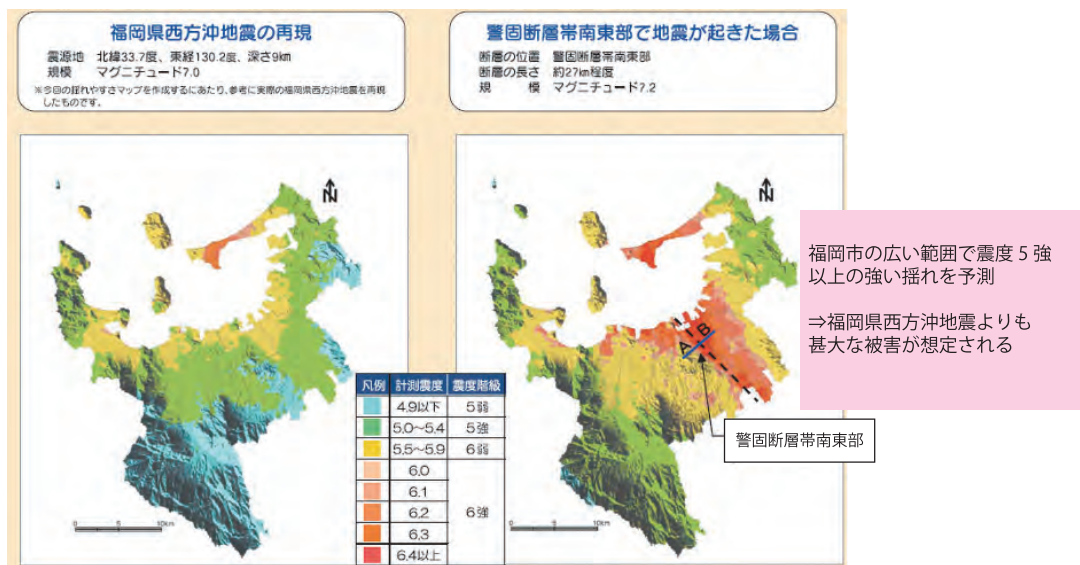 福岡県西方沖地震の再現
震源地 北緯33.7度、東経130.2度、深さ9km
規模 マグニチュード7.0
※今回の揺れやすさマップを作成するにあたり、参考に実際の福岡県西方沖地震を再現
したものです。
警固断層帯南東部で地震が起きた場合
断層の位置 警固断層帯南東部
断層の長さ 約27km程度
規 模 マグニチュード7.2
N
N
福岡市の広い範囲で震度5強
以上の強い揺れを予測
⇒福岡県西方沖地震よりも
甚大な被害が想定される
A B
警固断層帯南東部
凡例 計測震度 震度階級
4.9以下 5弱
5.0～5.4 5強
5.5～5.9 6弱
6.0
6.1
6.2 6強
6.3
6.4以上
0 5 10km
0 5 10km